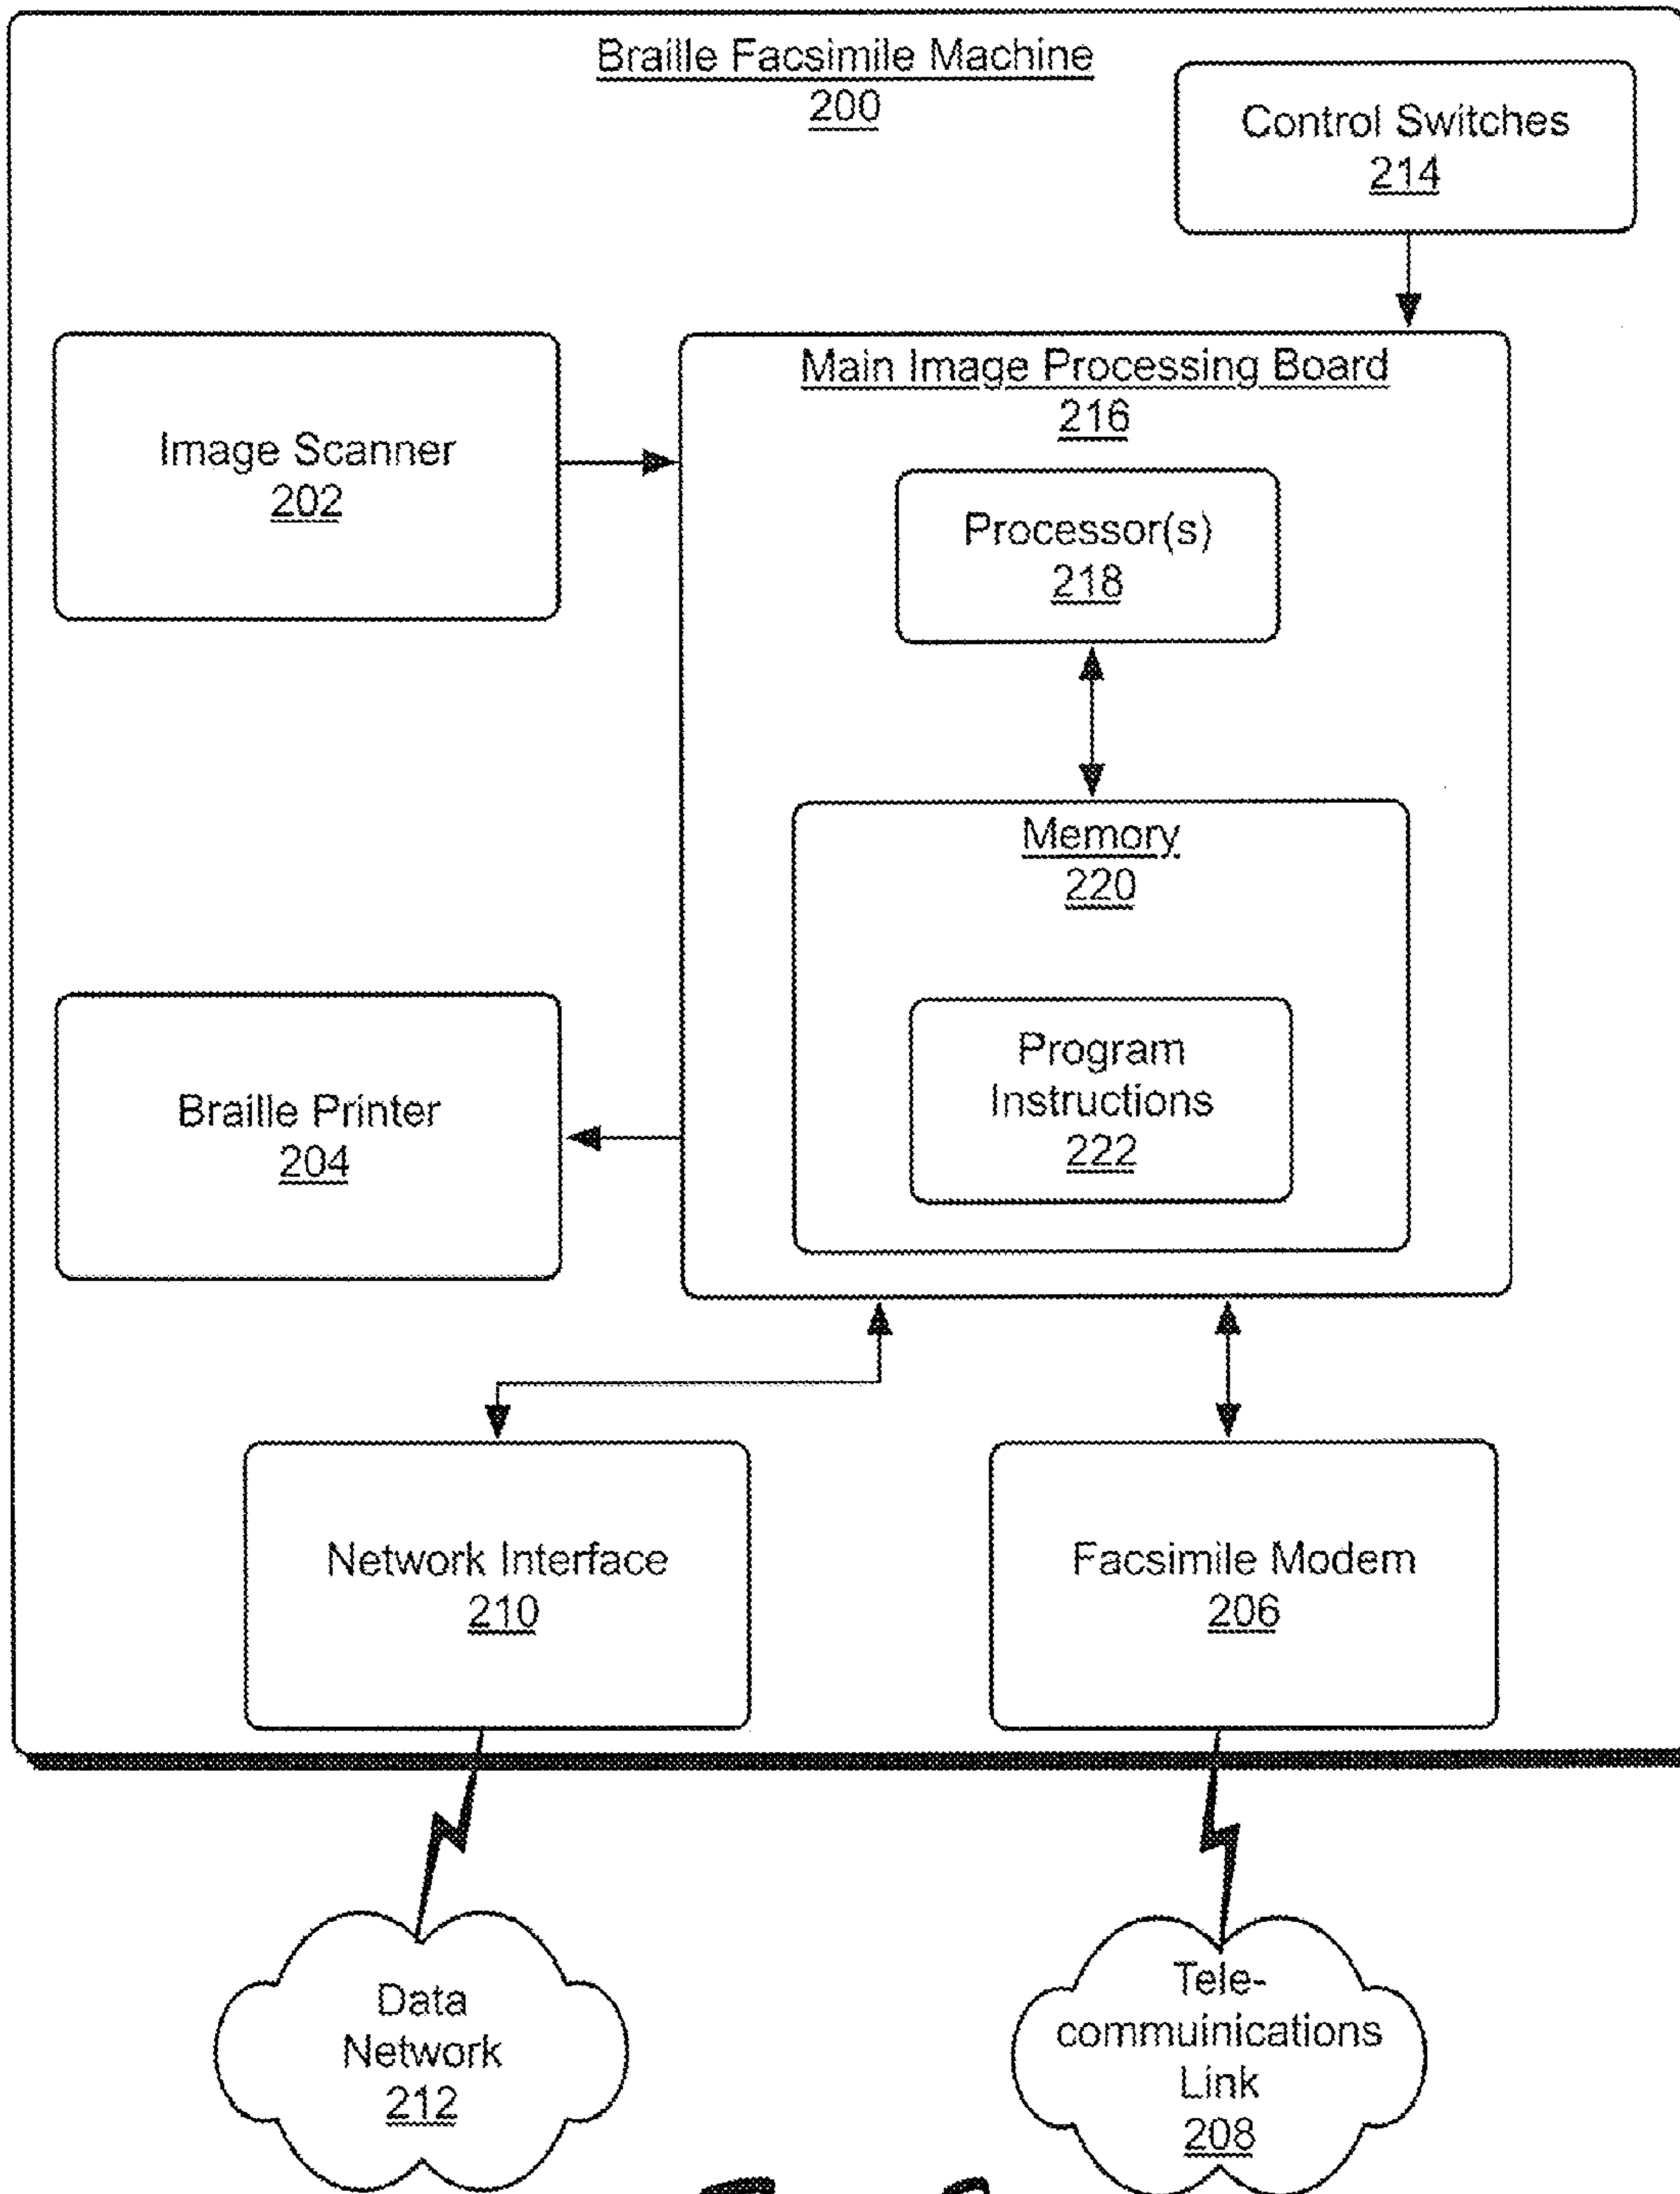 Braille Facsimile Machine
200
Control Switches
214
Image Scanner
202
Main Image Processing Board
216
Processor(s)
218
Memory
220
Program
Instructions
222
Braille Printer
204
Network Interface
210
Facsimile Modem
206
Data
Network
212
Tele-
commuinications
Link
208